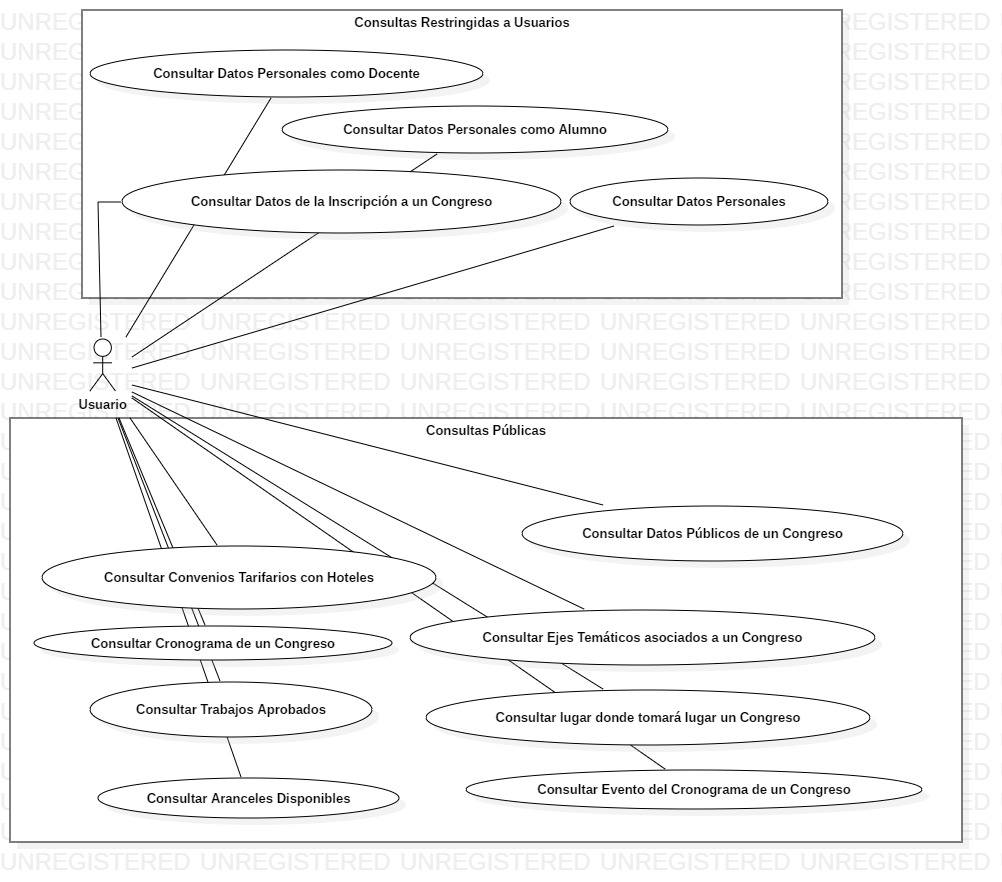 Consultas Restringidas a Usuarios
Consultar Datos Personales como Docente
Consultar Datos Personales como Alumno
Consultar Datos de la Inscripción a un Congreso
Consultar Datos Personales
Usuario
Consultas Públicas
Consultar Datos Públicos de un Congreso
Consultar Convenios Tarifarios con Hoteles
Consultar Cronograma de un Congreso
Consultar Ejes Temáticos asociados a un Congreso
Consultar Trabajos Aprobados
Consultar lugar donde tomará lugar un Congreso
Consultar Aranceles Disponibles
Consultar Evento del Cronograma de un Congreso
UNREGISTERED UNREGISTERED UNREGISTERED UNREGISTERED UNREGISTERED